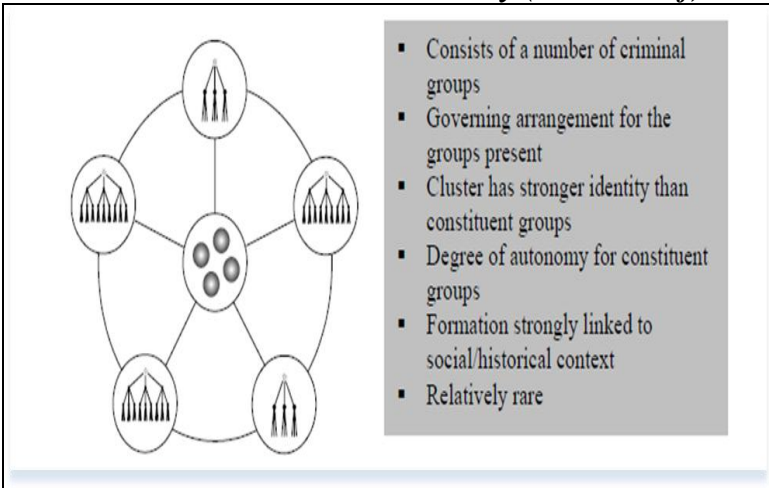 ▪ Consists of a number of criminal
groups
▪ Governing arrangement for the
groups present
▪ Cluster has stronger identity than
constituent groups
▪ Degree of autonomy for constituent
groups
▪ Formation strongly linked to
social/historical context
▪ Relatively rare